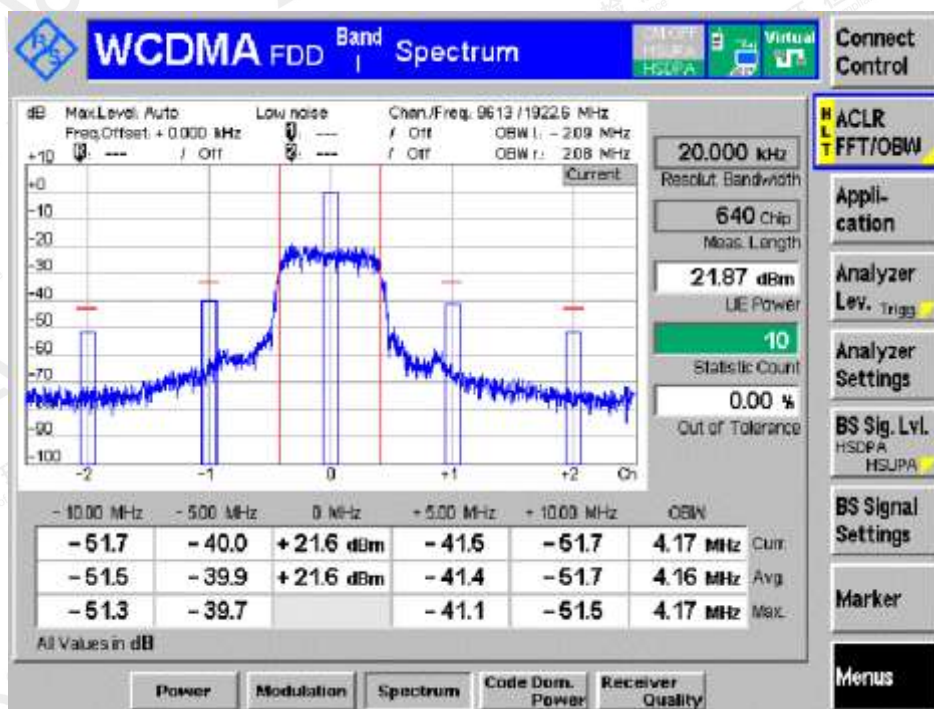 WCDMA FDD Band I Spectrum
HSDPA
Virtual
Connect Control
dB Max.Level: Auto Low noise Chan./Freq. 9613 / 1922.6 MHz
Freq.Offset: + 0.000 kHz --- / Off OBW l.: - 2.09 MHz
--- / Off --- / Off OBW r.: 2.08 MHz
Current
+10
+0
-10
-20
-30
-40
-50
-60
-70
-90
-100
-2 -1 0 +1 +2 Ch
20.000 kHz
Resolut. Bandwidth
640 Chip
Meas. Length
21.87 dBm
UE Power
10
Statistic Count
0.00 %
Out of Tolerance
- 10.00 MHz - 5.00 MHz 0 MHz + 5.00 MHz + 10.00 MHz OBW
- 51.7 - 40.0 + 21.6 dBm - 41.5 - 51.7 4.17 MHz Curr.
- 51.5 - 39.9 + 21.6 dBm - 41.4 - 51.7 4.16 MHz Avg.
- 51.3 - 39.7 - 41.1 - 51.5 4.17 MHz Max.
All Values in dB
HLT ACLR FFT/OBW
Appli-
cation
Analyzer
Lev. Trigg.
Analyzer
Settings
BS Sig. Lvl.
HSDPA
HSUPA
BS Signal
Settings
Marker
Menus
Power Modulation Spectrum Code Dom. Power Receiver Quality